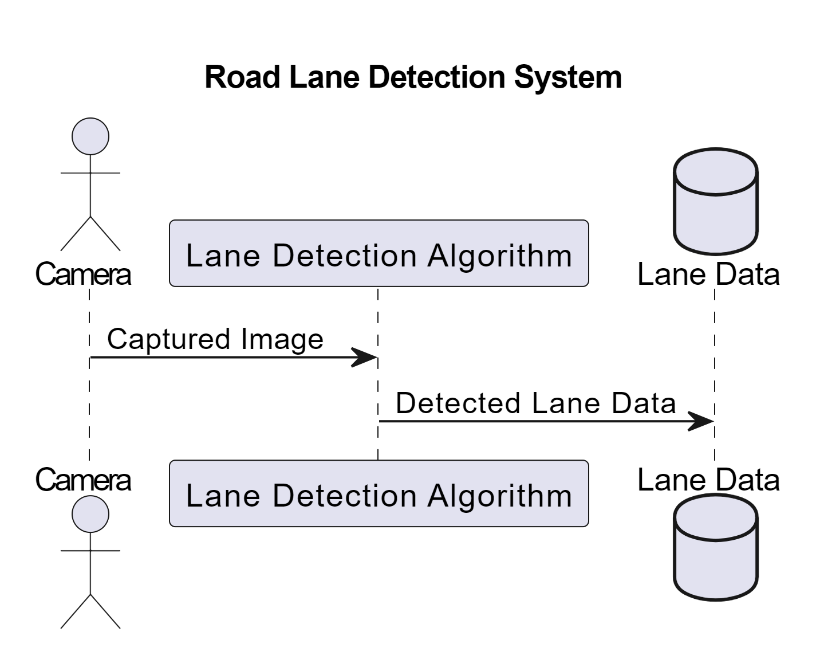 Road Lane Detection System
Camera
Lane Detection Algorithm
Lane Data
Captured Image
Detected Lane Data
Camera
Lane Detection Algorithm
Lane Data